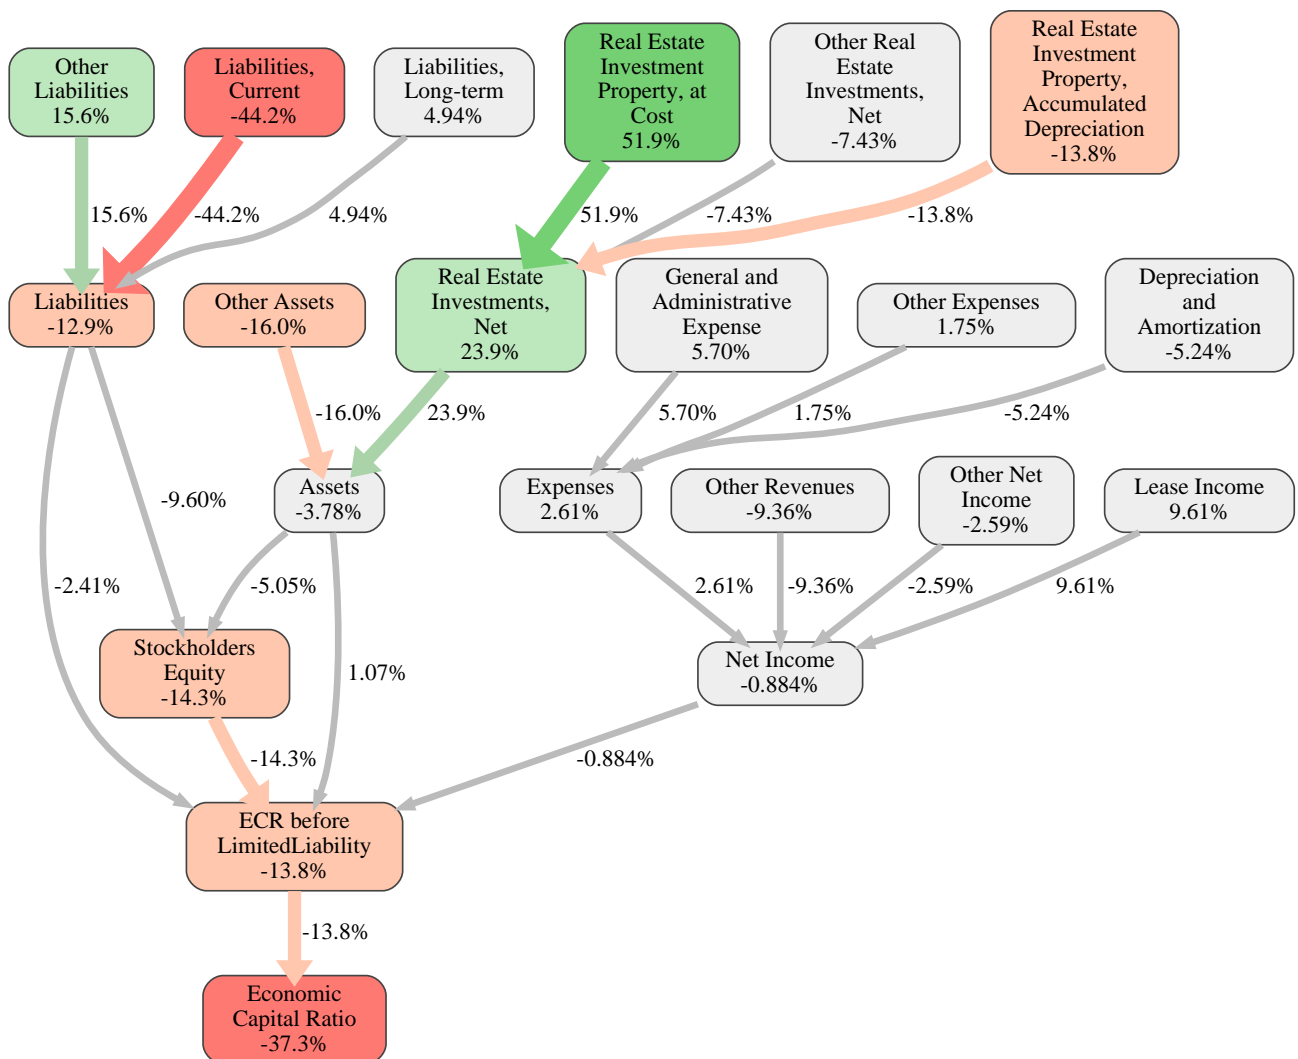 Other
Liabilities
15.6%
Liabilities,
Current
-44.2%
Liabilities,
Long-term
4.94%
Real Estate
Investment
Property, at
Cost
51.9%
Other Real
Estate
Investments,
Net
-7.43%
Real Estate
Investment
Property,
Accumulated
Depreciation
-13.8%
15.6%
-44.2%
4.94%
51.9%
-7.43%
-13.8%
Liabilities
-12.9%
Other Assets
-16.0%
Real Estate
Investments,
Net
23.9%
General and
Administrative
Expense
5.70%
Other Expenses
1.75%
Depreciation
and
Amortization
-5.24%
-16.0%
23.9%
5.70%
1.75%
-5.24%
-9.60%
Assets
-3.78%
Expenses
2.61%
Other Revenues
-9.36%
Other Net
Income
-2.59%
Lease Income
9.61%
-2.41%
-5.05%
2.61%
-9.36%
-2.59%
9.61%
Stockholders
Equity
-14.3%
1.07%
Net Income
-0.884%
-14.3%
-0.884%
ECR before
LimitedLiability
-13.8%
-13.8%
Economic
Capital Ratio
-37.3%